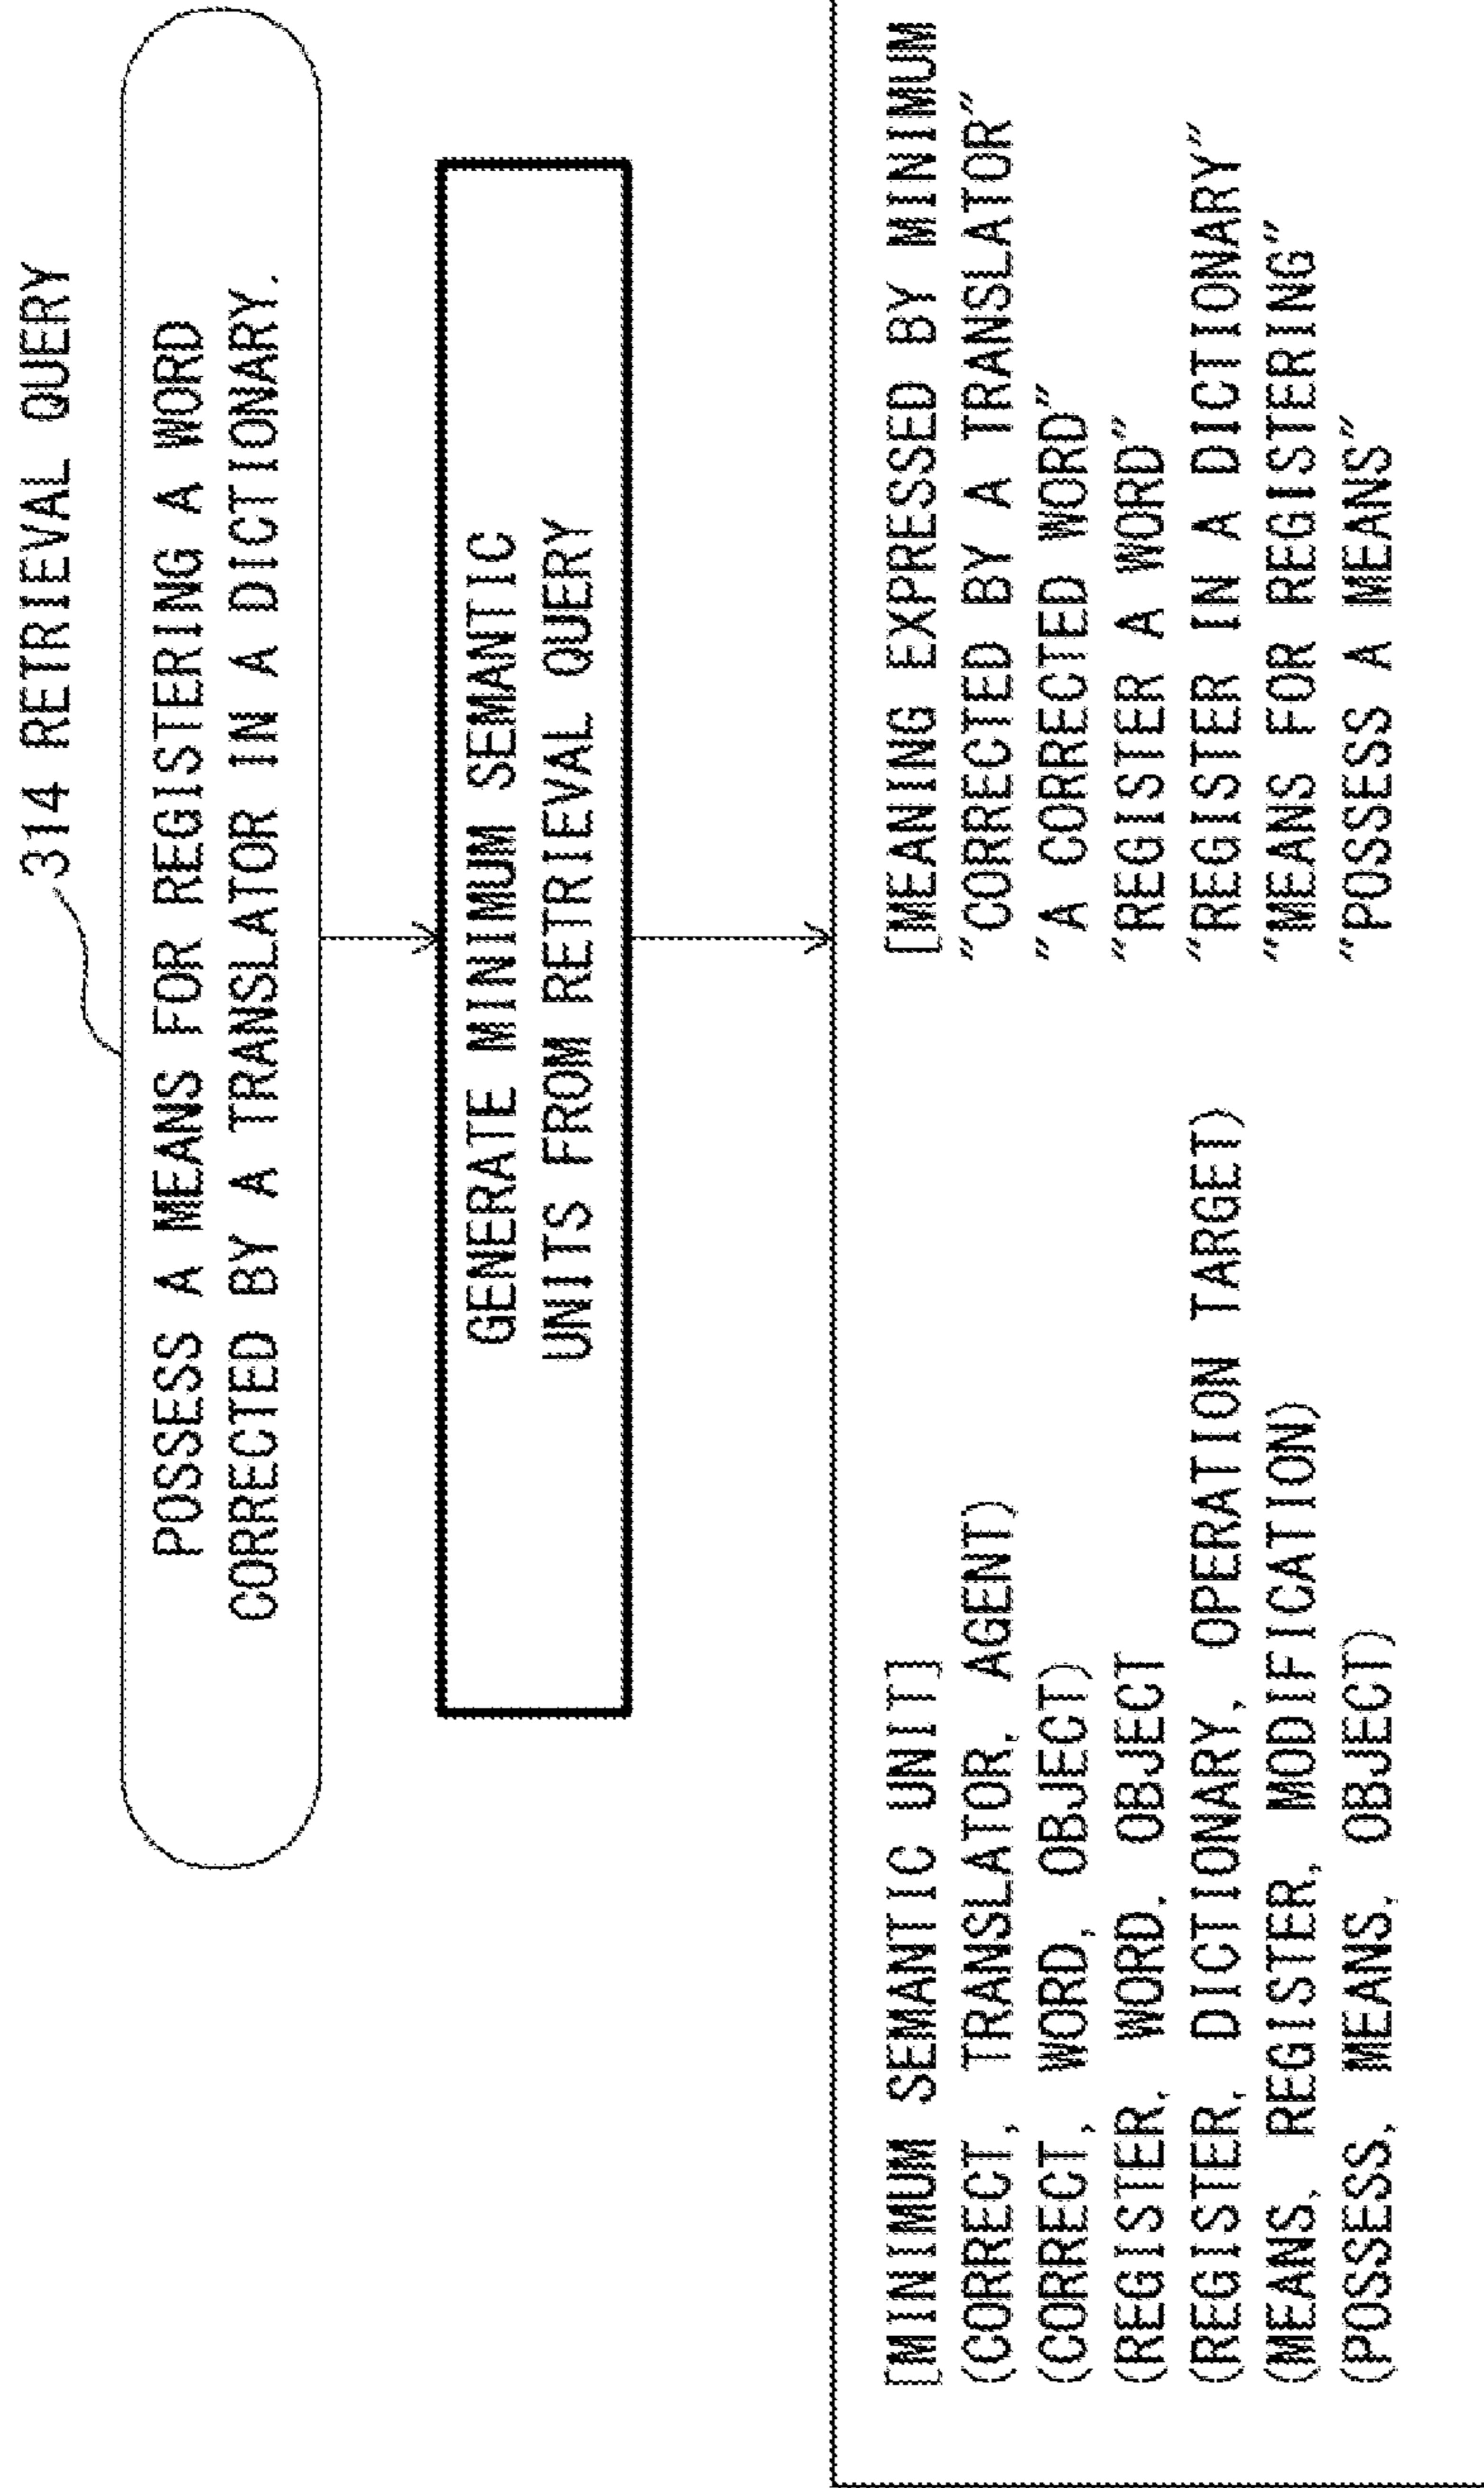 314 RETRIEVAL QUERY
POSSESS A MEANS FOR REGISTERING A WORD
CORRECTED BY A TRANSLATOR IN A DICTIONARY.
GENERATE MINIMUM SEMANTIC
UNITS FROM RETRIEVAL QUERY
[MINIMUM SEMANTIC UNIT] [MEANING EXPRESSED BY MINIMUM
(CORRECT, TRANSLATOR, AGENT) "CORRECTED BY A TRANSLATOR"
(CORRECT, WORD, OBJECT) "A CORRECTED WORD"
(REGISTER, WORD, OBJECT "REGISTER A WORD"
(REGISTER, DICTIONARY, OPERATION TARGET) "REGISTER IN A DICTIONARY"
(MEANS, REGISTER, MODIFICATION) "MEANS FOR REGISTERING"
(POSSESS, MEANS, OBJECT) "POSSESS A MEANS"